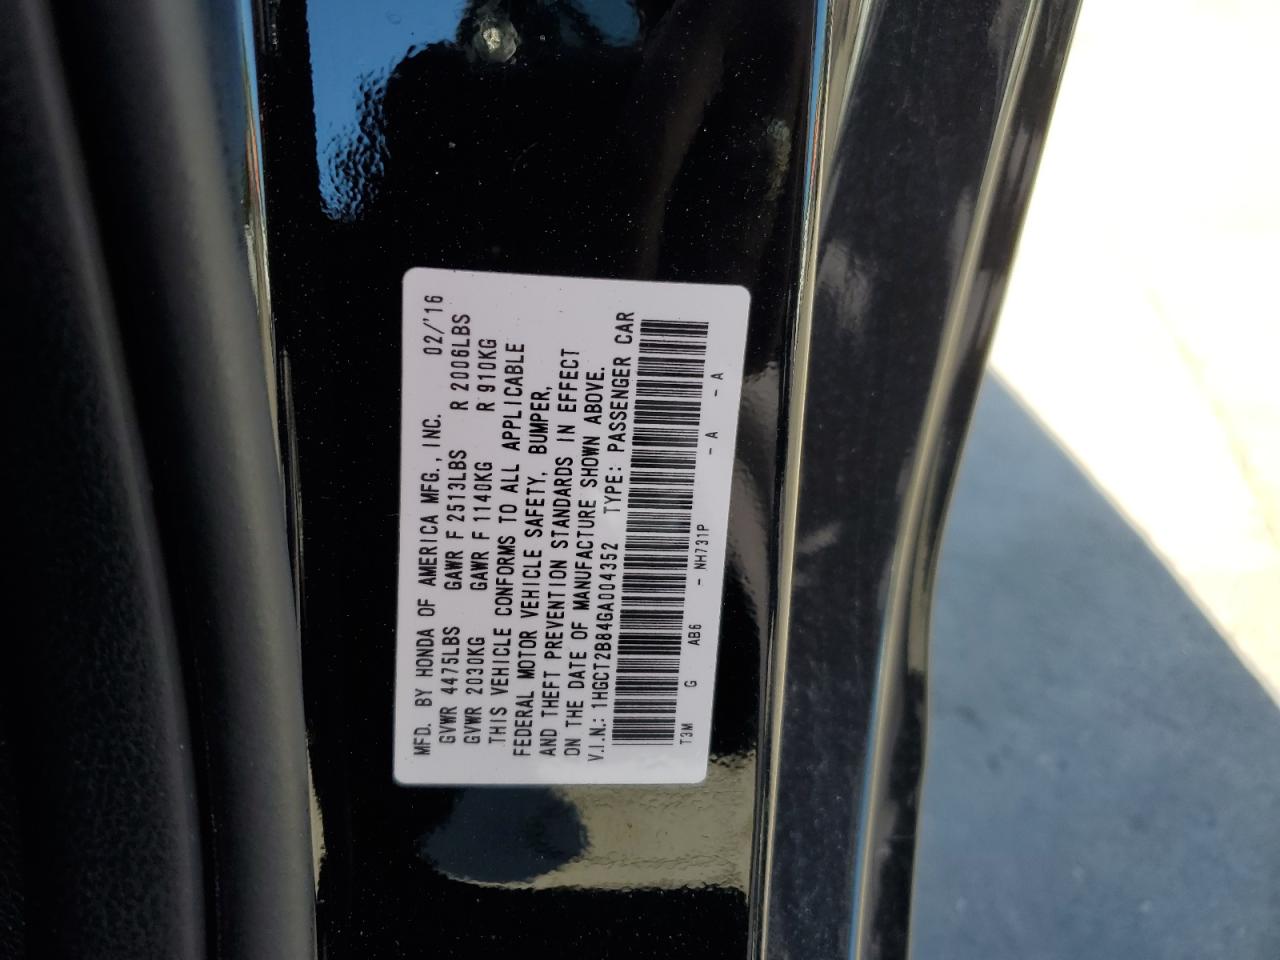 MFD. BY HONDA OF AMERICA MFG., INC. 02/'16
GVWR 4475LBS GAWR F 2513LBS R 2006LBS
GVWR 2030KG GAWR F 1140KG R 910KG
THIS VEHICLE CONFORMS TO ALL APPLICABLE
FEDERAL MOTOR VEHICLE SAFETY, BUMPER,
AND THEFT PREVENTION STANDARDS IN EFFECT
ON THE DATE OF MANUFACTURE SHOWN ABOVE.
V.I.N.: 1HGCT2B84GA004352 TYPE: PASSENGER CAR
T3M G AB6 - NH731P - A - A